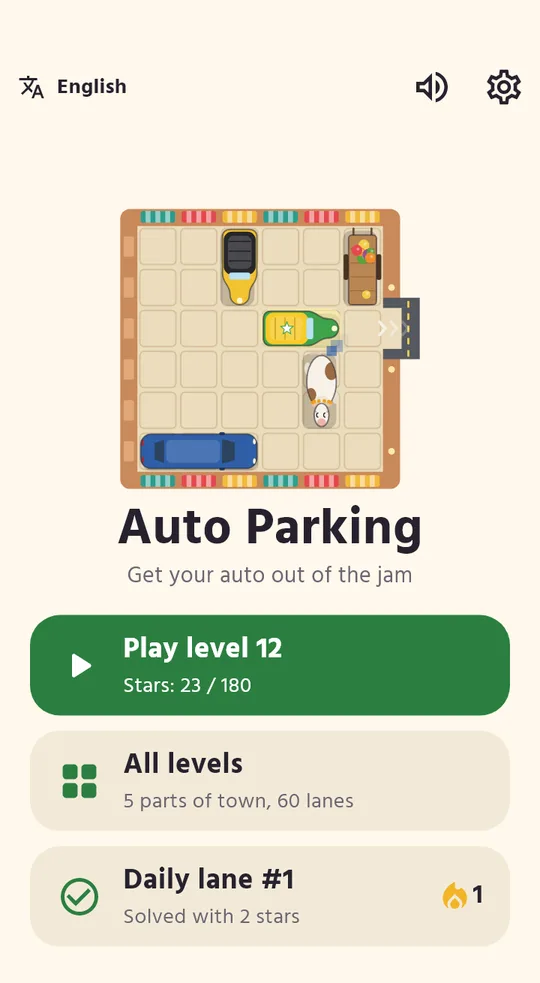 English
Auto Parking
Get your auto out of the jam
Play level 12
Stars: 23 / 180
All levels
5 parts of town, 60 lanes
Daily lane #1
Solved with 2 stars
1